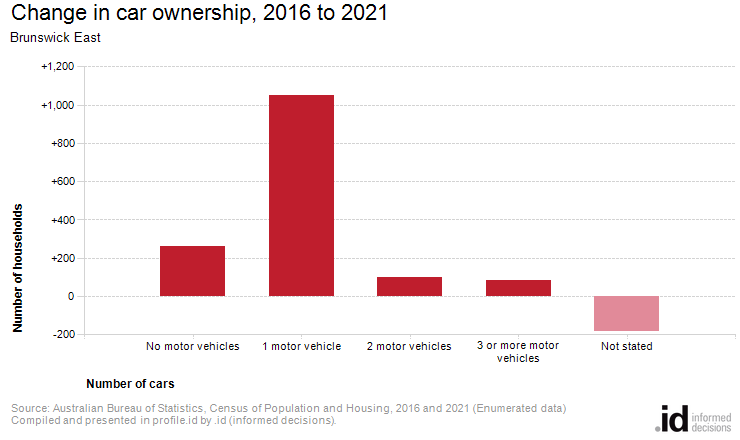 Change in car ownership, 2016 to 2021
Brunswick East
+1,200
+1,000
+800
+600
+400
+200
0
-200
Number of households
No motor vehicles
1 motor vehicle
2 motor vehicles
3 or more motor
vehicles
Not stated
Number of cars
Source: Australian Bureau of Statistics, Census of Population and Housing, 2016 and 2021 (Enumerated data)
Compiled and presented in profile.id by .id (informed decisions).
.id informed
decisions